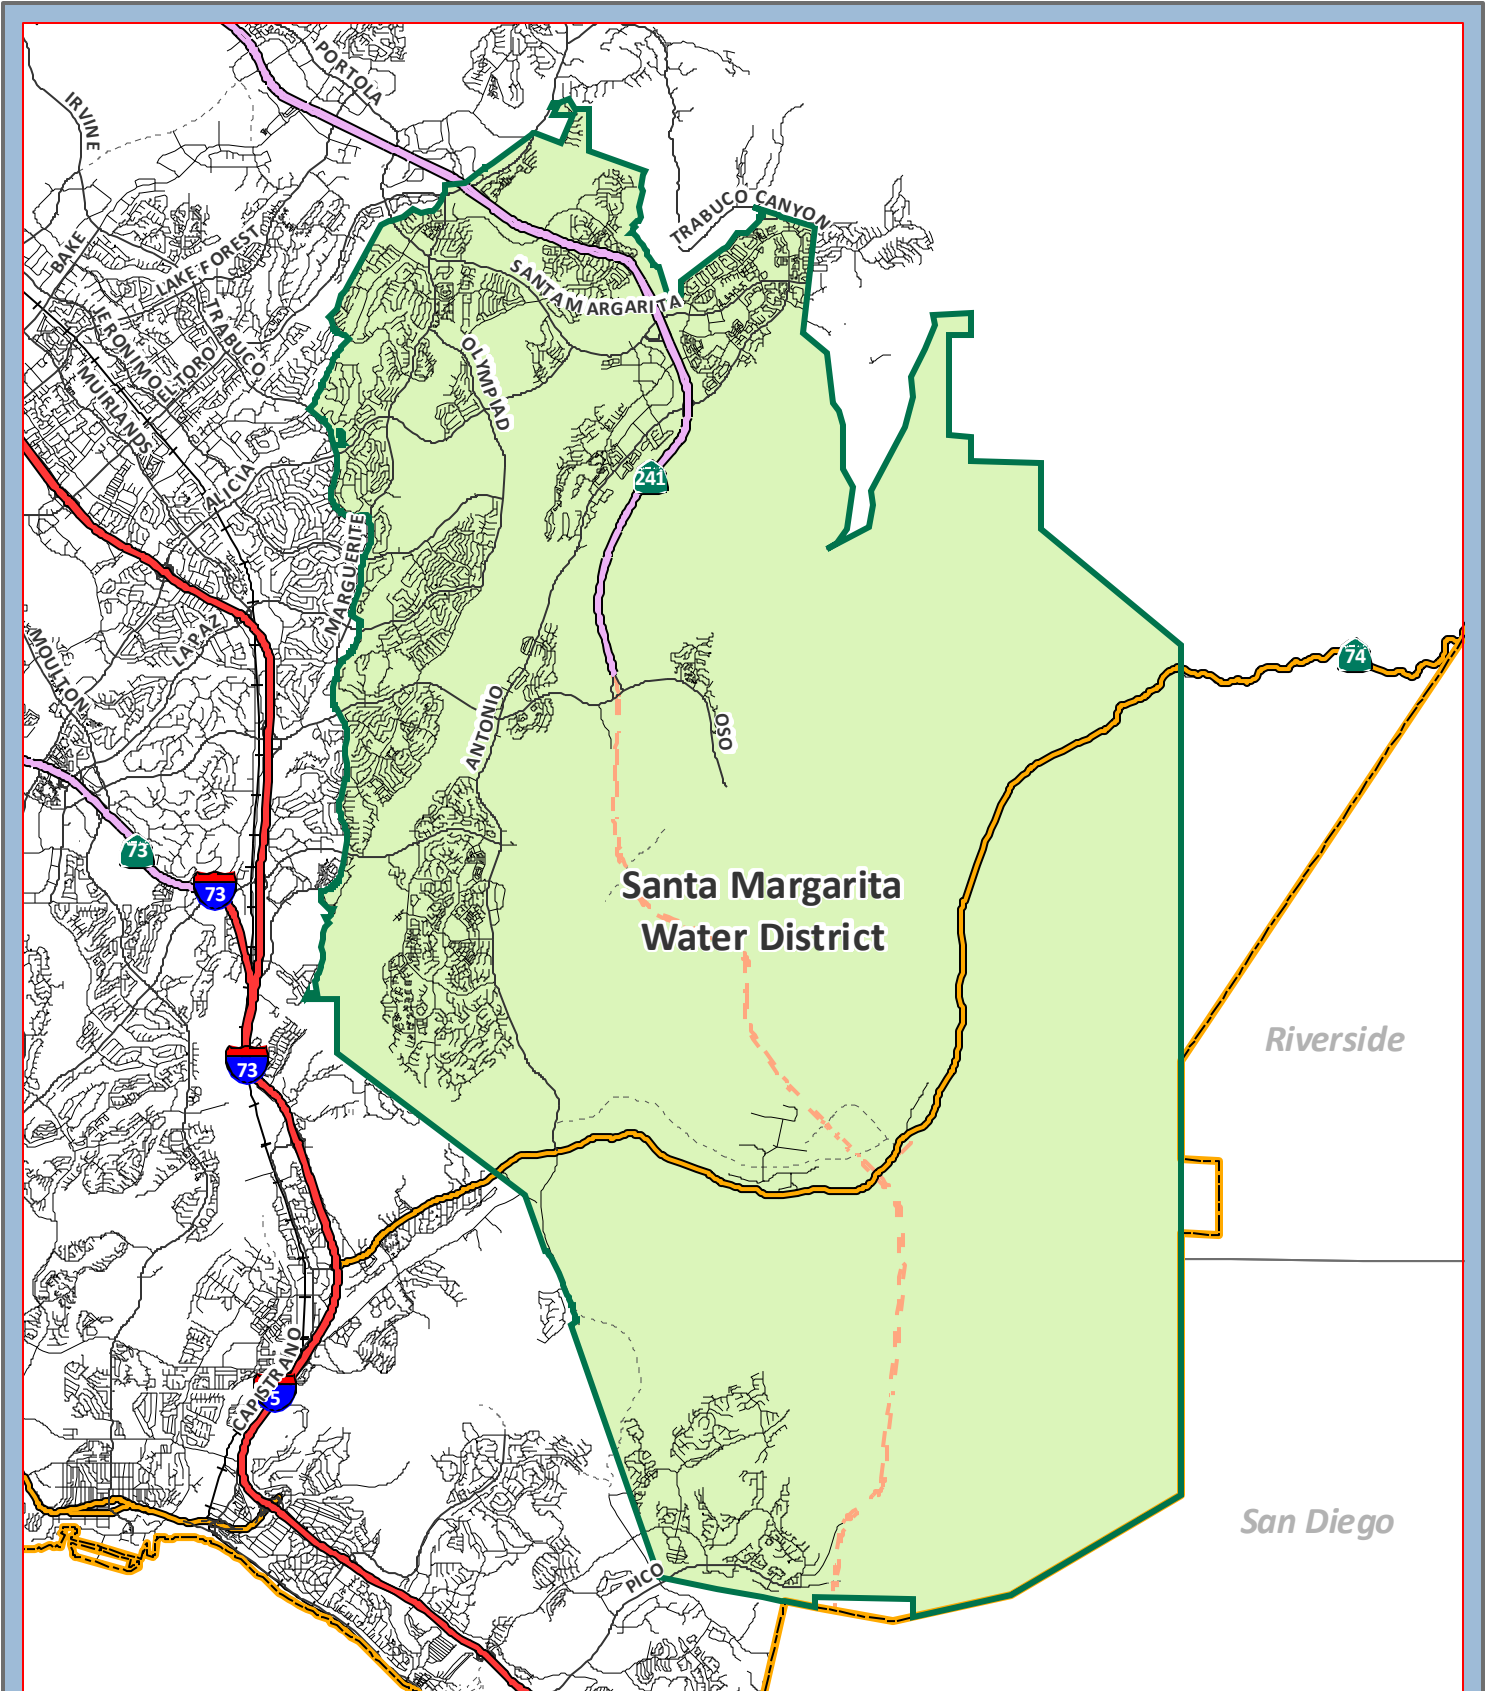 PORTOLA
IRVINE
TRABUCO CANYON
BAKE
LAKE FOREST
SANTA MARGARITA
TRABUCO
JERONIMO
EL TORO
OLYMPIAD
MUIRLANDS
ALICIA
241
MARGUERITE
LA PAZ
MOULTON
74
ANTONIO
OSO
73
73
Santa Margarita
Water District
Riverside
73
CAPISTRANO
5
San Diego
PICO